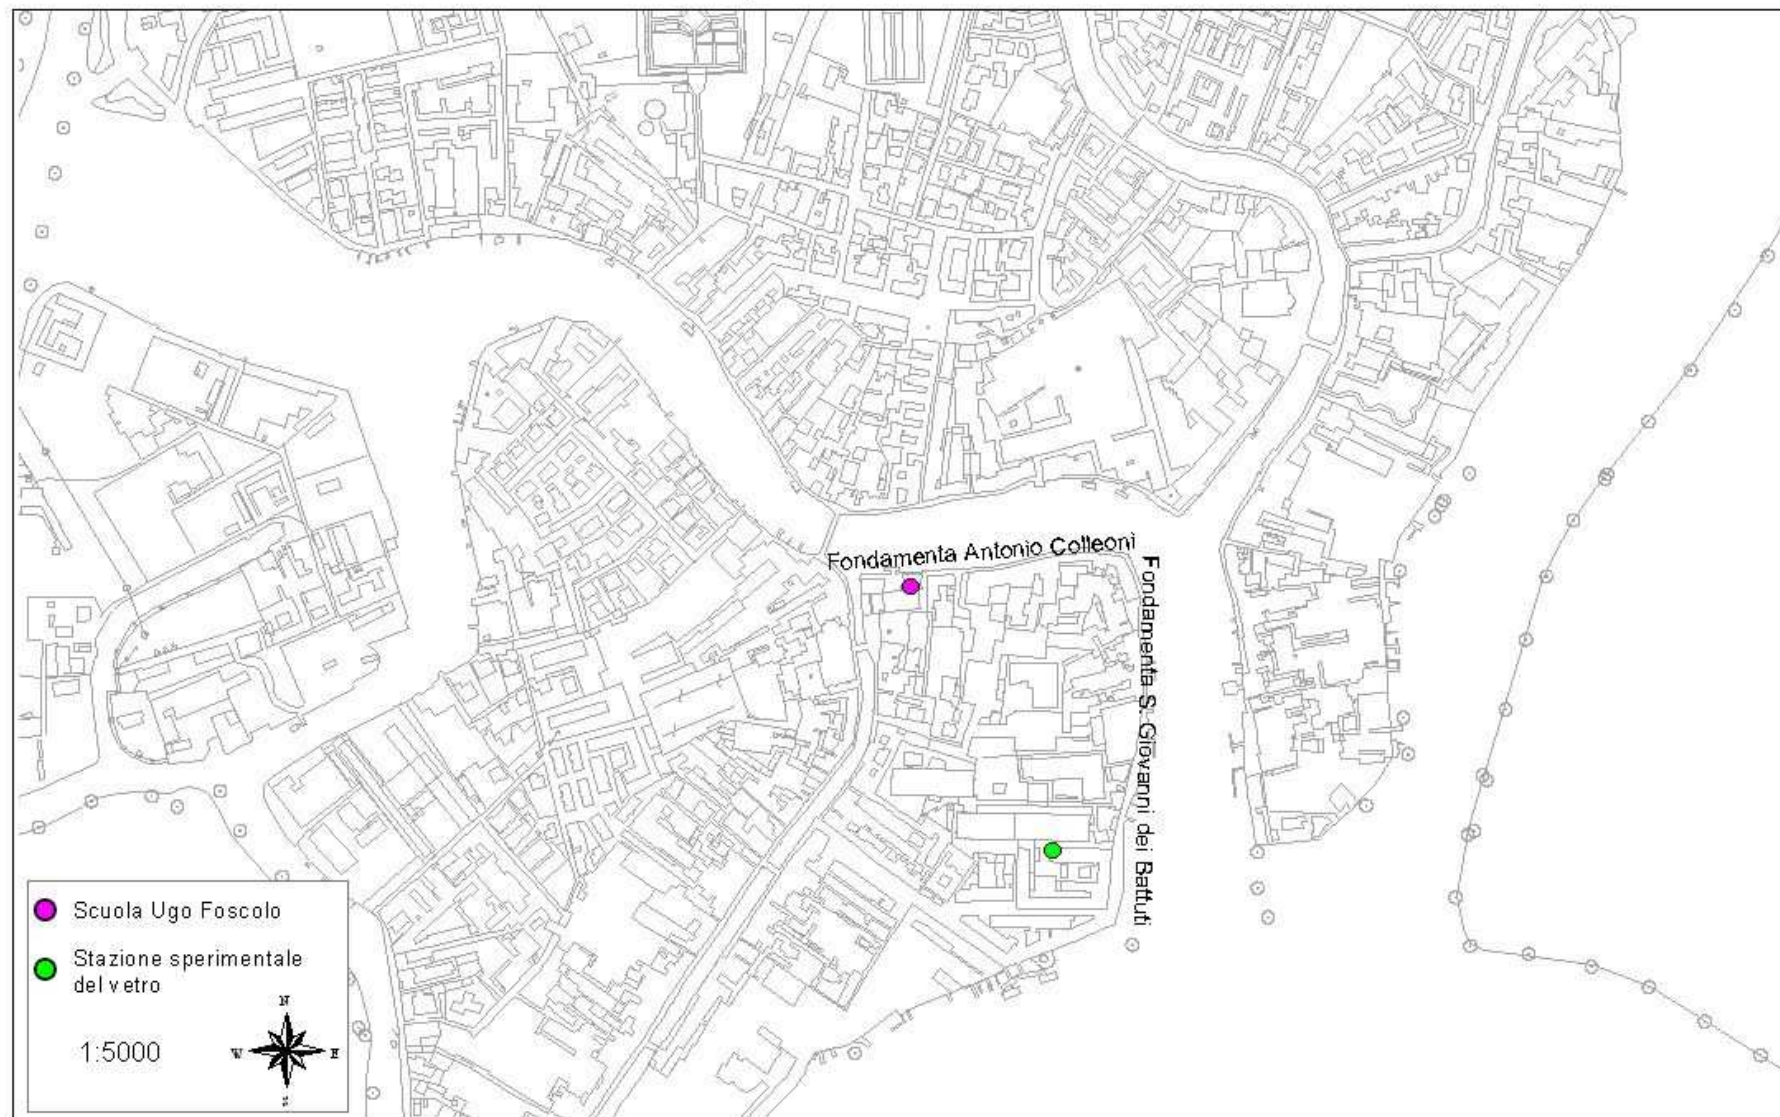 Fondamenta Antonio Colleoni
Fondamenta S. Giovanni dei Battuti
Scuola Ugo Foscolo
Stazione sperimentale
del vetro
N
1:5000
W
E
S